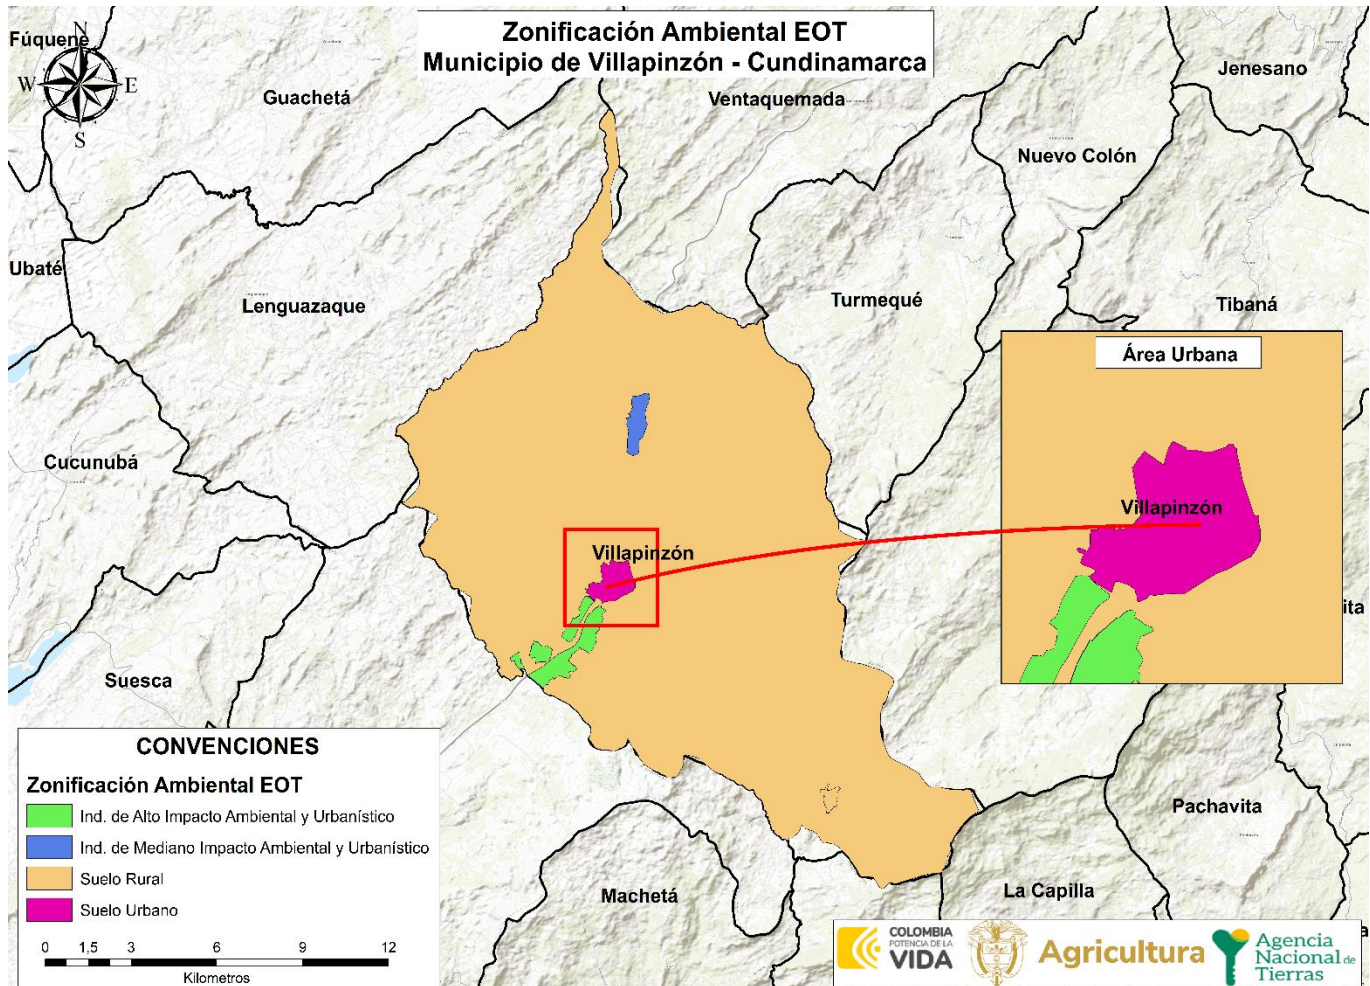 Zonificación Ambiental EOT
Municipio de Villapinzón - Cundinamarca
Fúquene
N
W
E
S
Guachetá
Ventaquemada
Jenesano
Nuevo Colón
Ubaté
Lenguazaque
Turmequé
Tibaná
Área Urbana
Cucunubá
Villapinzón
Villapinzón
ita
Suesca
Pachavita
Machetá
La Capilla
a
CONVENCIONES
Zonificación Ambiental EOT
Ind. de Alto Impacto Ambiental y Urbanístico
Ind. de Mediano Impacto Ambiental y Urbanístico
Suelo Rural
Suelo Urbano
0 1,5 3 6 9 12
Kilometros
COLOMBIA
POTENCIA DE LA
VIDA
Agricultura
Agencia
Nacional de
Tierras